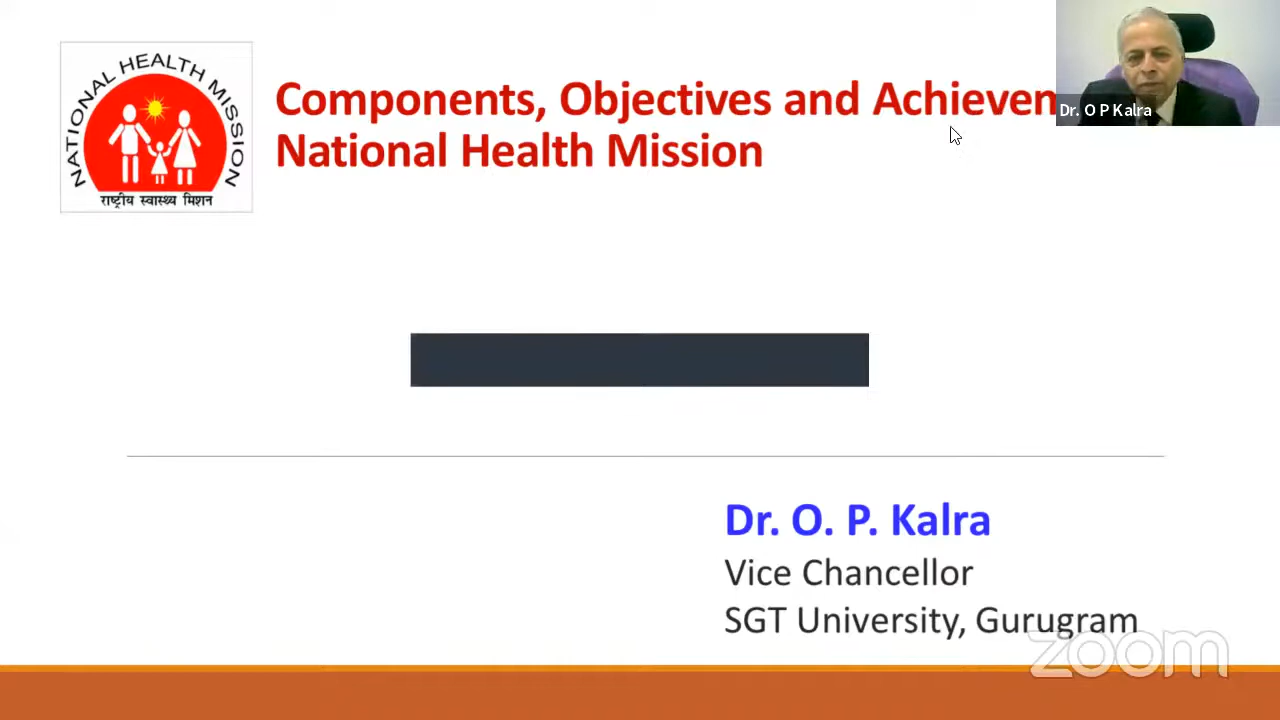 NATIONAL HEALTH MISSION
राष्ट्रीय स्वास्थ्य मिशन
Components, Objectives and
National Health Mission
Dr. O P Kalra
Dr. O. P. Kalra
Vice Chancellor
SGT University, Gurugram
zoom